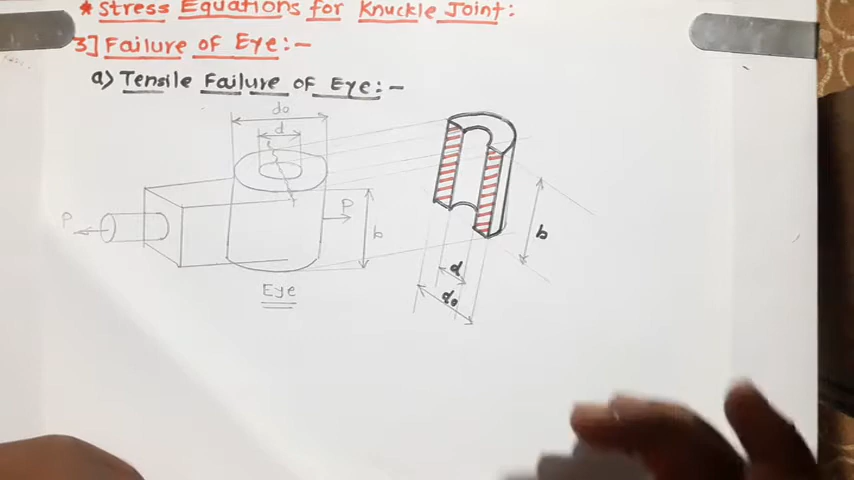 * Stress Equations for Knuckle Joint:
3] Failure of Eye:-
a) Tensile Failure of Eye:-
do
d
P
P
b
b
d
do
Eye